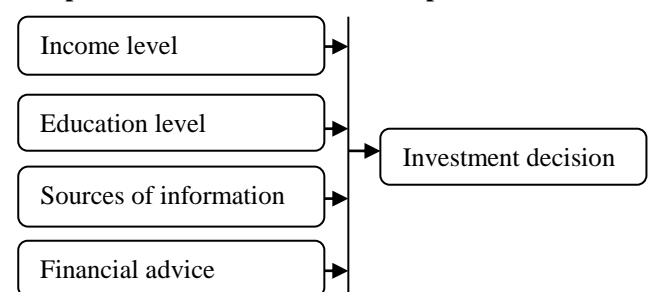 Income level
Education level
Sources of information
Financial advice
Investment decision